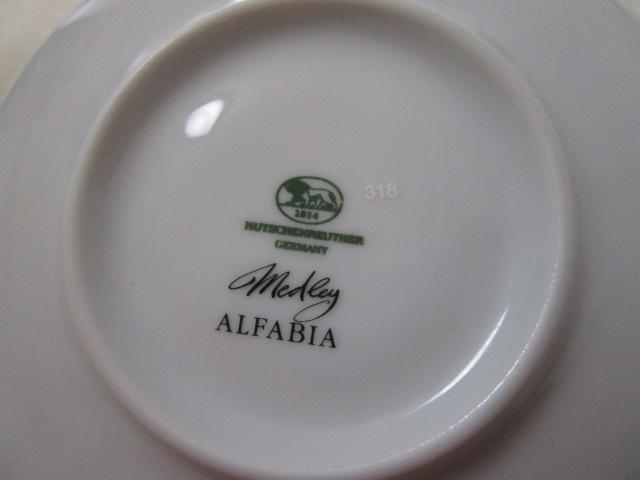 1814
318
HUTSCHENREUTHER
GERMANY
Medley
ALFABIA